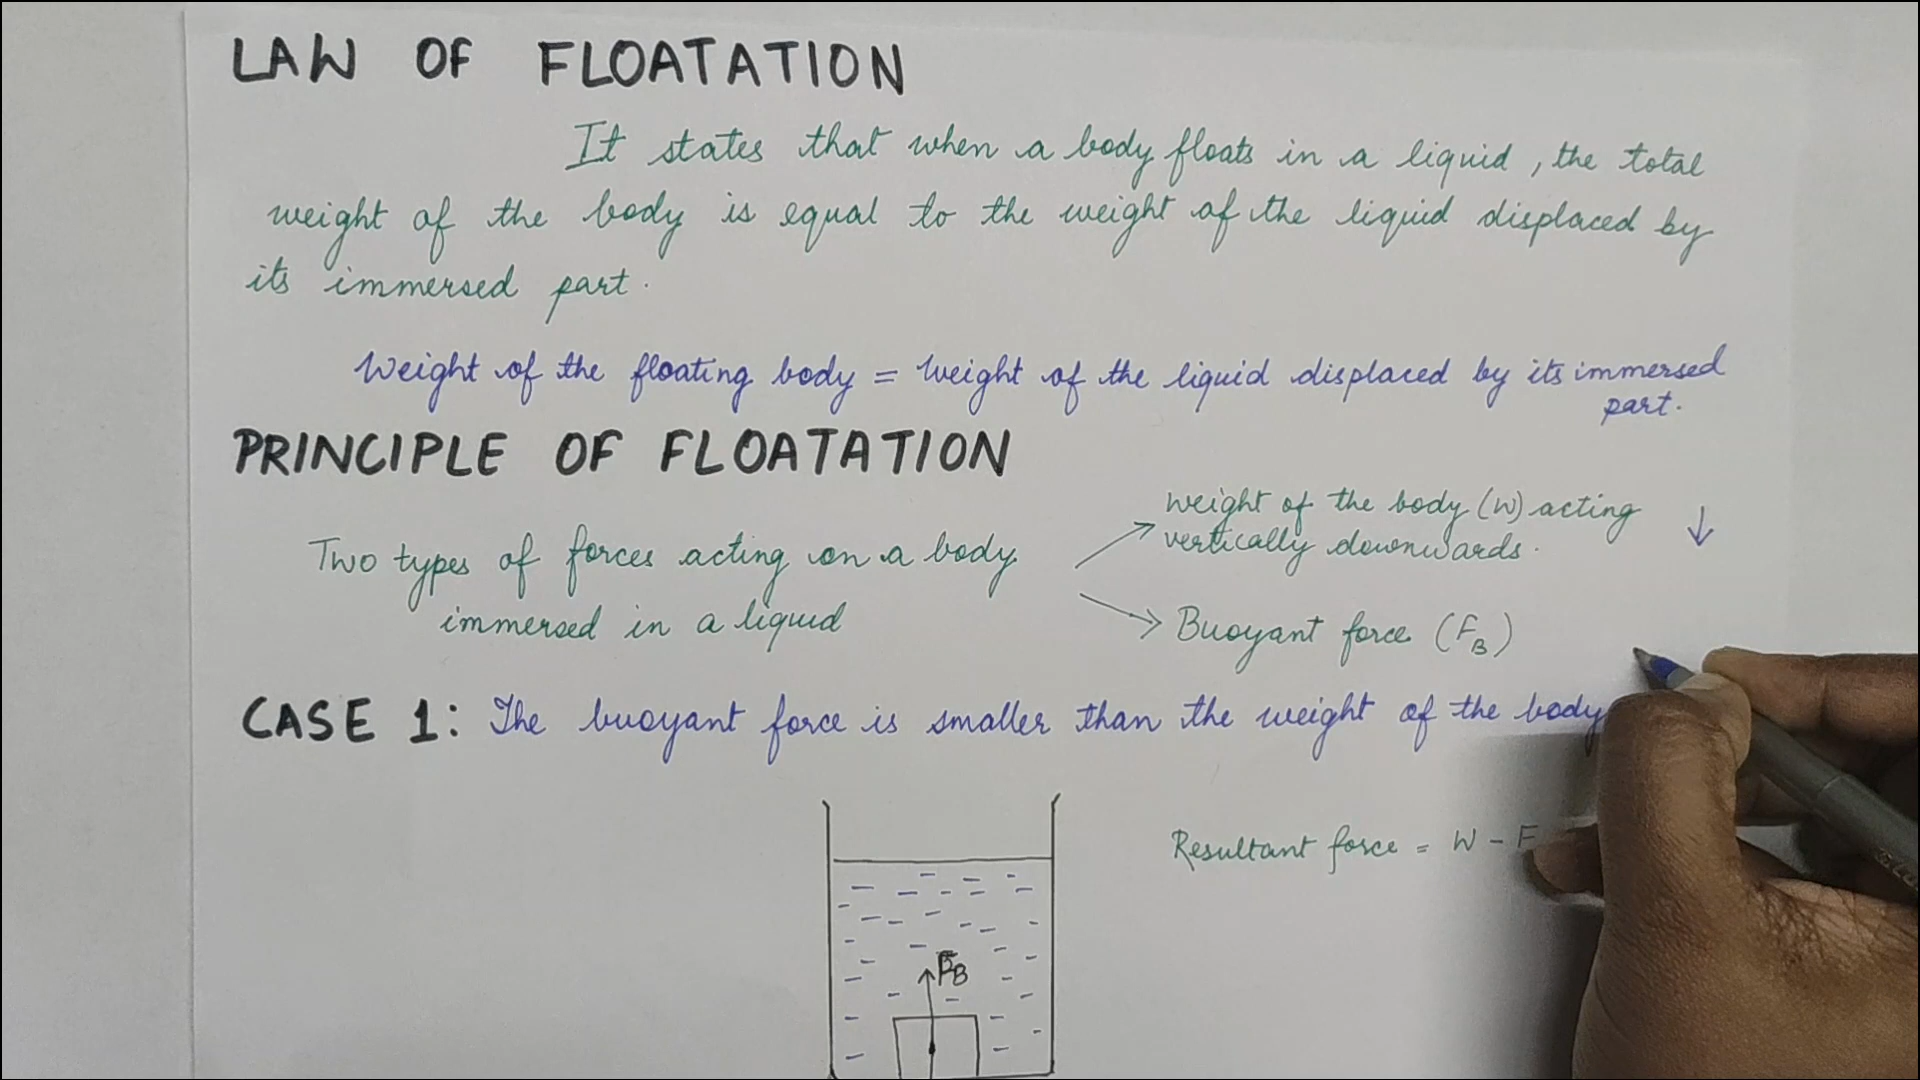 LAW OF FLOATATION
It states that when a body floats in a liquid, the total
weight of the body is equal to the weight of the liquid displaced by
its immersed part.
Weight of the floating body = weight of the liquid displaced by its immersed
part.
PRINCIPLE OF FLOATATION
weight of the body (W) acting
vertically downwards.
Two types of forces acting on a body
immersed in a liquid
Buoyant force (FB)
CASE 1: The buoyant force is smaller than the weight of the body
Resultant force = W - F
FB